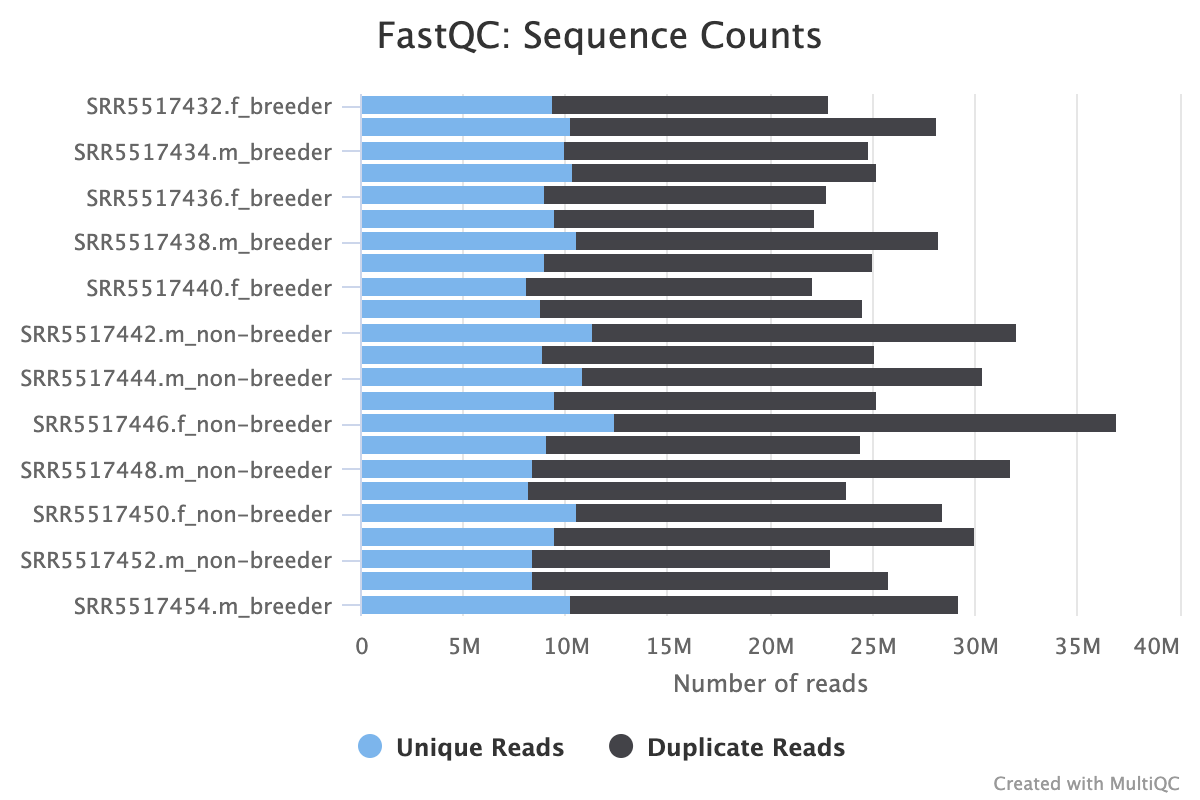 FastQC: Sequence Counts
SRR5517432.f_breeder
SRR5517434.m_breeder
SRR5517436.f_breeder
SRR5517438.m_breeder
SRR5517440.f_breeder
SRR5517442.m_non-breeder
SRR5517444.m_non-breeder
SRR5517446.f_non-breeder
SRR5517448.m_non-breeder
SRR5517450.f_non-breeder
SRR5517452.m_non-breeder
SRR5517454.m_breeder
0 5M 10M 15M 20M 25M 30M 35M 40M
Number of reads
Unique Reads Duplicate Reads
Created with MultiQC